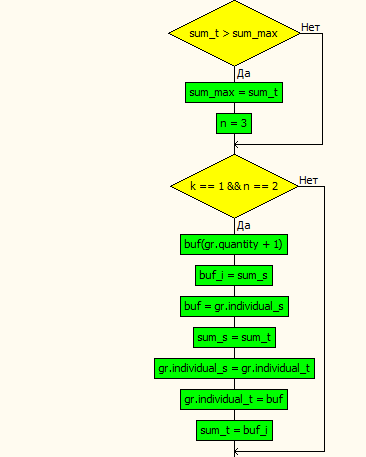 sum_t > sum_max
Нет
Да
sum_max = sum_t
n = 3
k == 1 && n == 2
Нет
Да
buf(gr.quantity + 1)
buf_i = sum_s
buf = gr.individual_s
sum_s = sum_t
gr.individual_s = gr.individual_t
gr.individual_t = buf
sum_t = buf_i